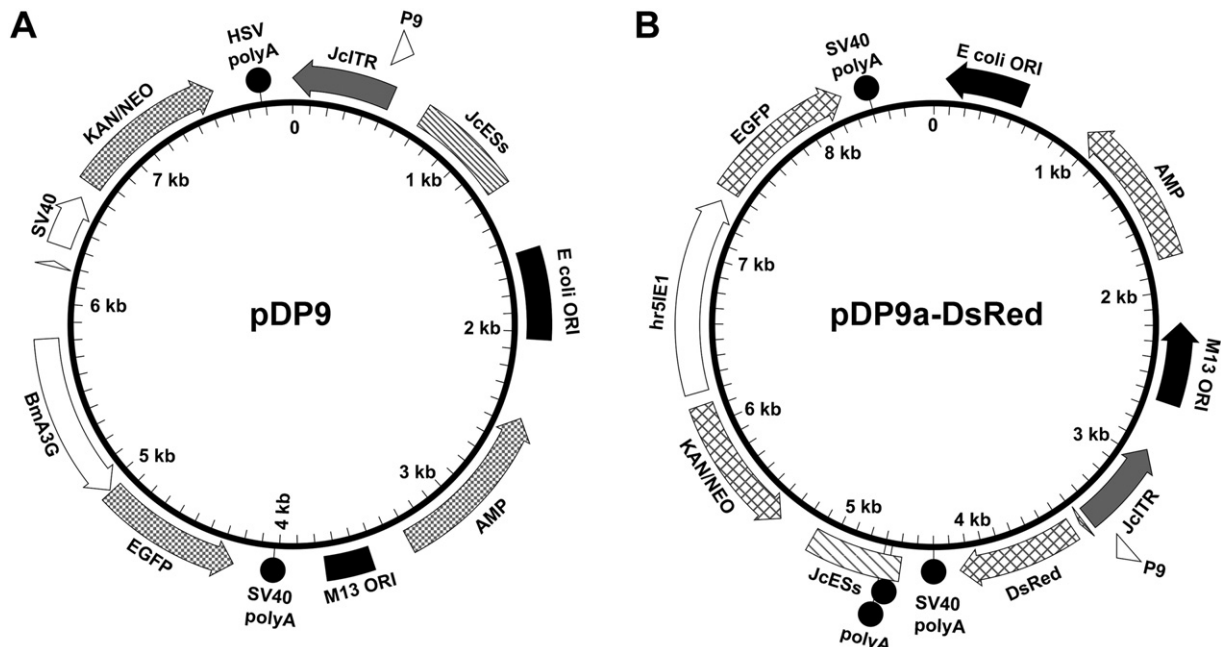 A
HSV
polyA
JcITR
P9
JcESs
KAN/NEO
0
1 kb
7 kb
SV40
E coli ORI
6 kb
pDP9
2 kb
BmA3G
5 kb
3 kb
4 kb
AMP
EGFP
M13 ORI
SV40
polyA
B
SV40
polyA
E coli ORI
EGFP
0
8 kb
1 kb
AMP
hr5IE1
7 kb
2 kb
pDP9a-DsRed
M13 ORI
6 kb
3 kb
KAN/NEO
5 kb
4 kb
JcITR
P9
JcESs
DsRed
SV40
polyA
polyA